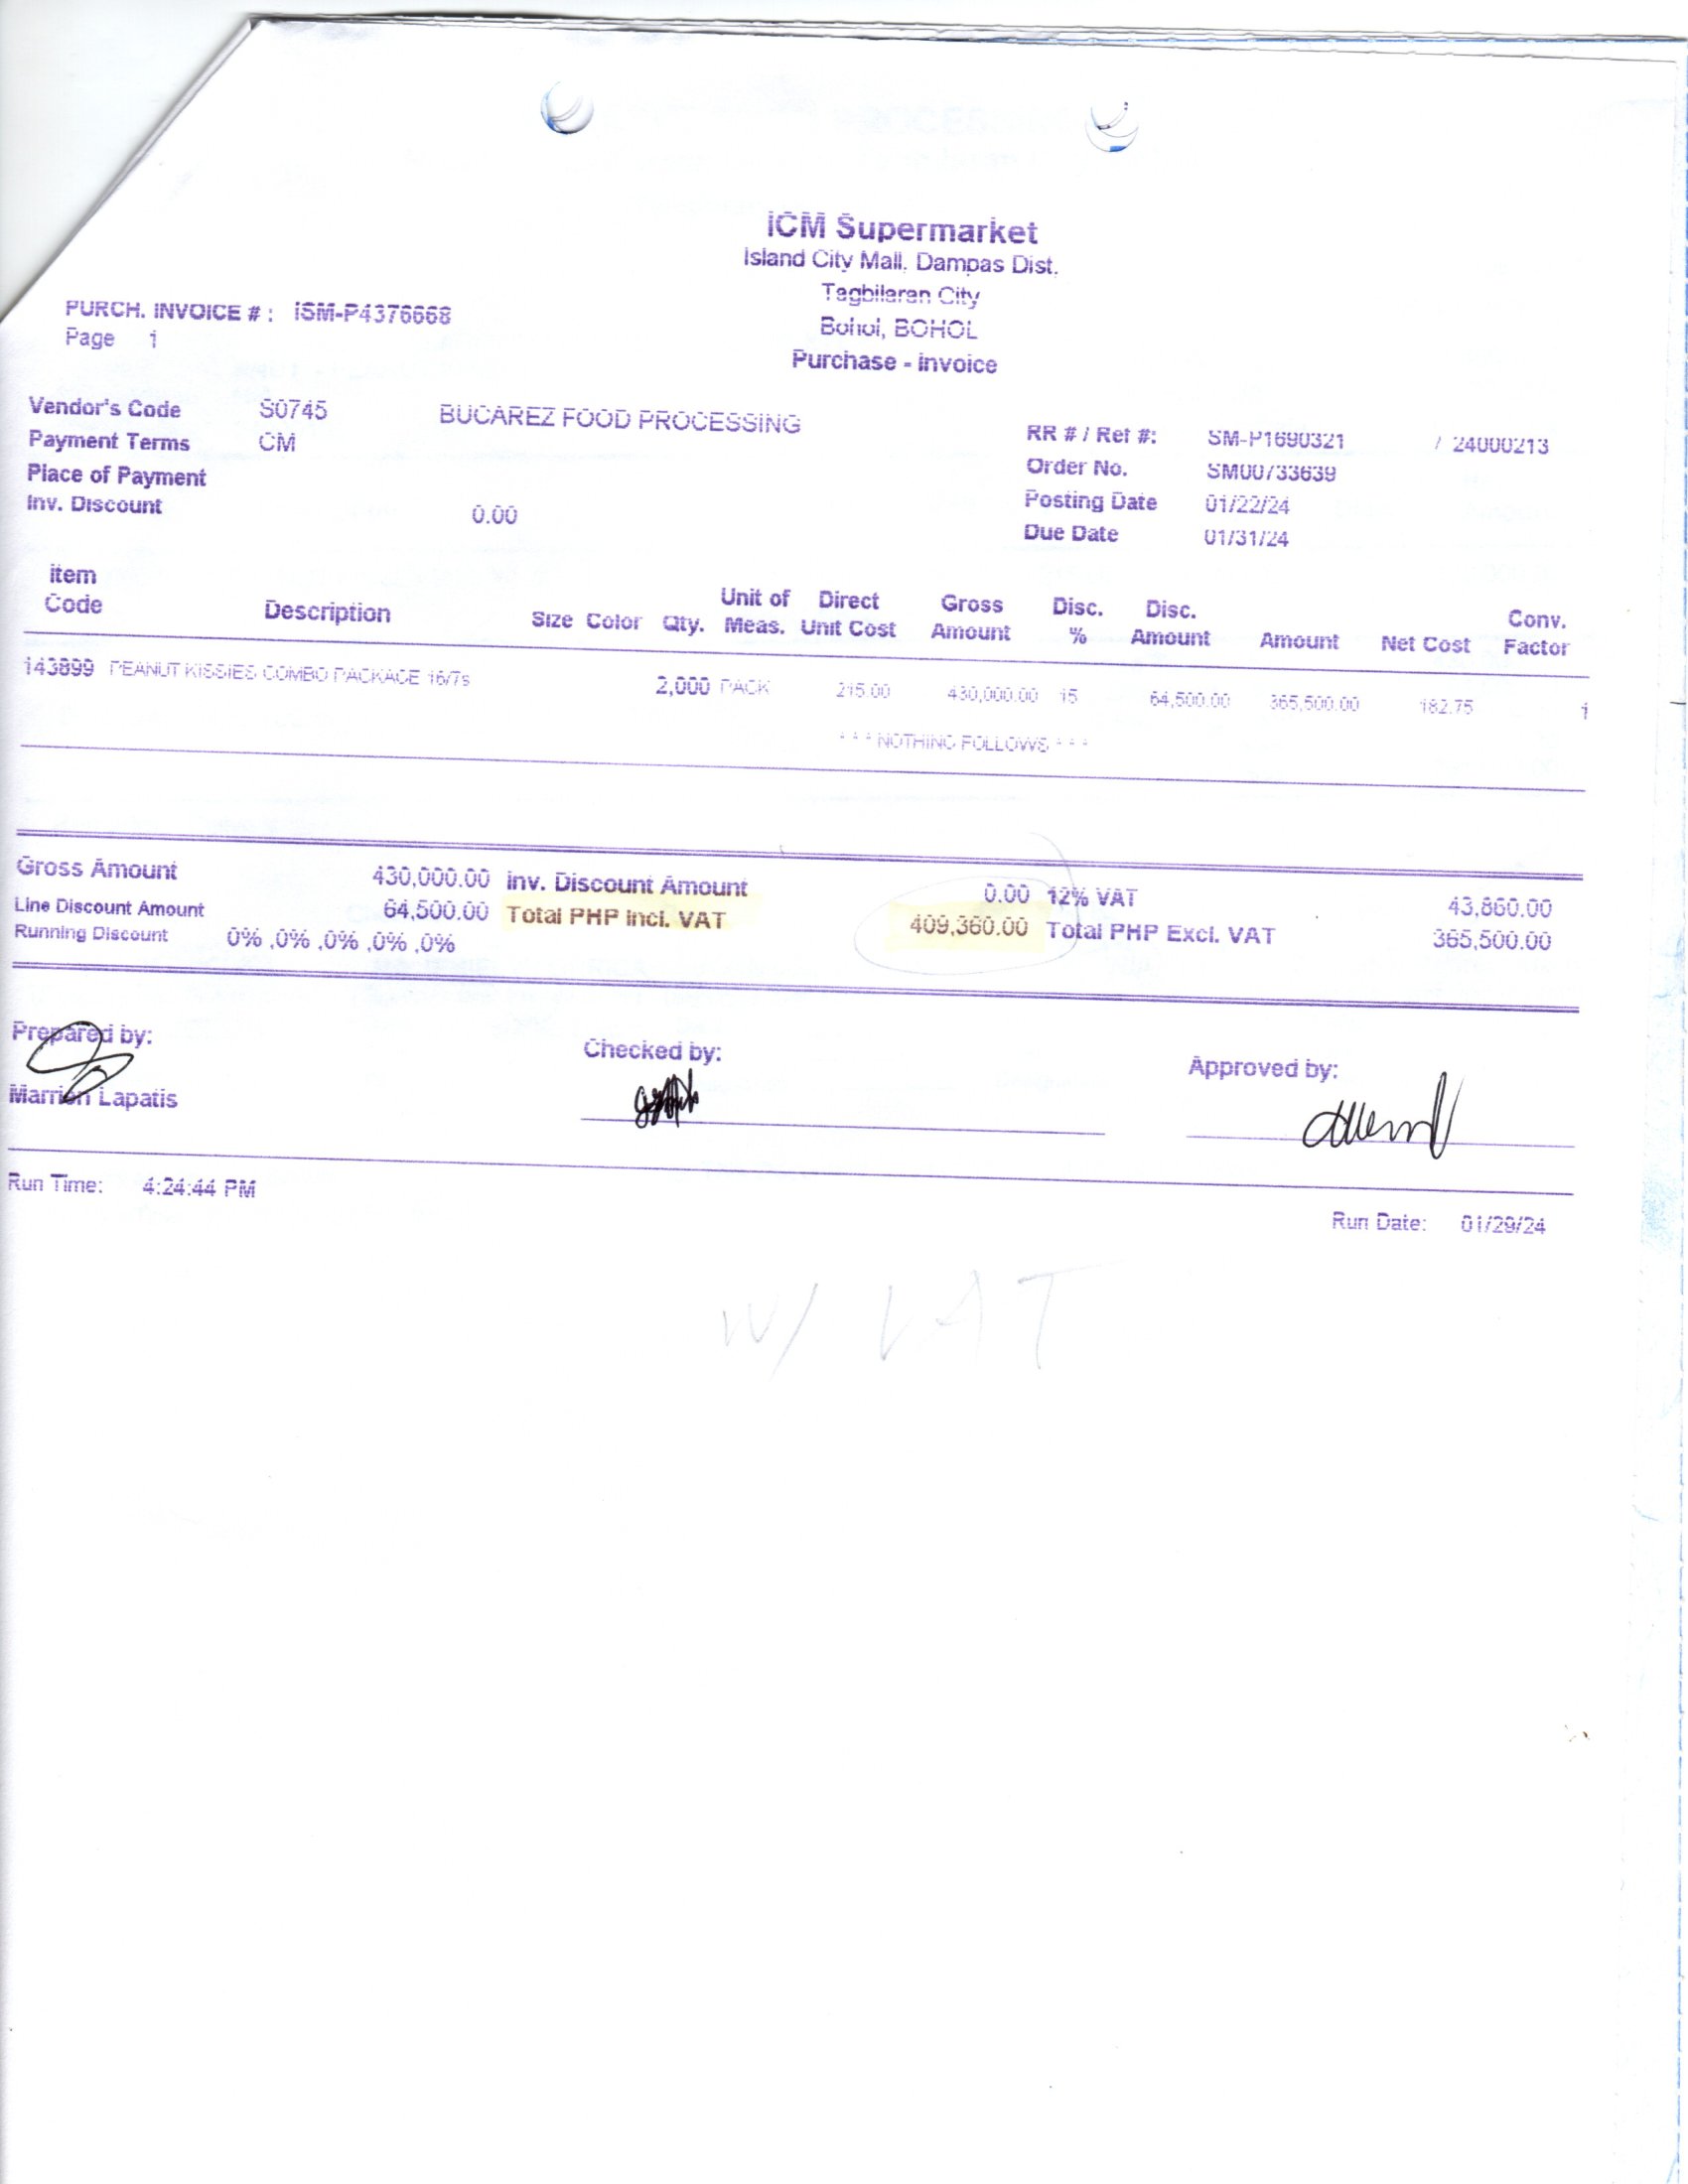 ICM Supermarket
Island City Mall, Dampas Dist.
Tagbilaran City
Bohol, BOHOL
Purchase - Invoice
PURCH. INVOICE # : ISM-P4376668
Page 1
Vendor's Code S0745 BUCAREZ FOOD PROCESSING
Payment Terms CM
Place of Payment
Inv. Discount 0.00
RR # / Ref #: SM-P1690321 / 24000213
Order No. SM00733639
Posting Date 01/22/24
Due Date 01/31/24
Item Code Description Size Color Qty. Unit of Meas. Direct Unit Cost Gross Amount Disc. % Disc. Amount Amount Net Cost Conv. Factor
143899 PEANUT KISSIES COMBO PACKAGE 16/7s 2,000 PACK 215.00 430,000.00 15 64,500.00 365,500.00 182.75 1
* * * NOTHING FOLLOWS * * *
Gross Amount 430,000.00 Inv. Discount Amount 0.00 12% VAT 43,860.00
Line Discount Amount 64,500.00 Total PHP Incl. VAT 409,360.00 Total PHP Excl. VAT 365,500.00
Running Discount 0% ,0% ,0% ,0% ,0%
Prepared by: Checked by: Approved by:
Marrion Lapatis
Run Time: 4:24:44 PM
Run Date: 01/29/24
W/ VAT